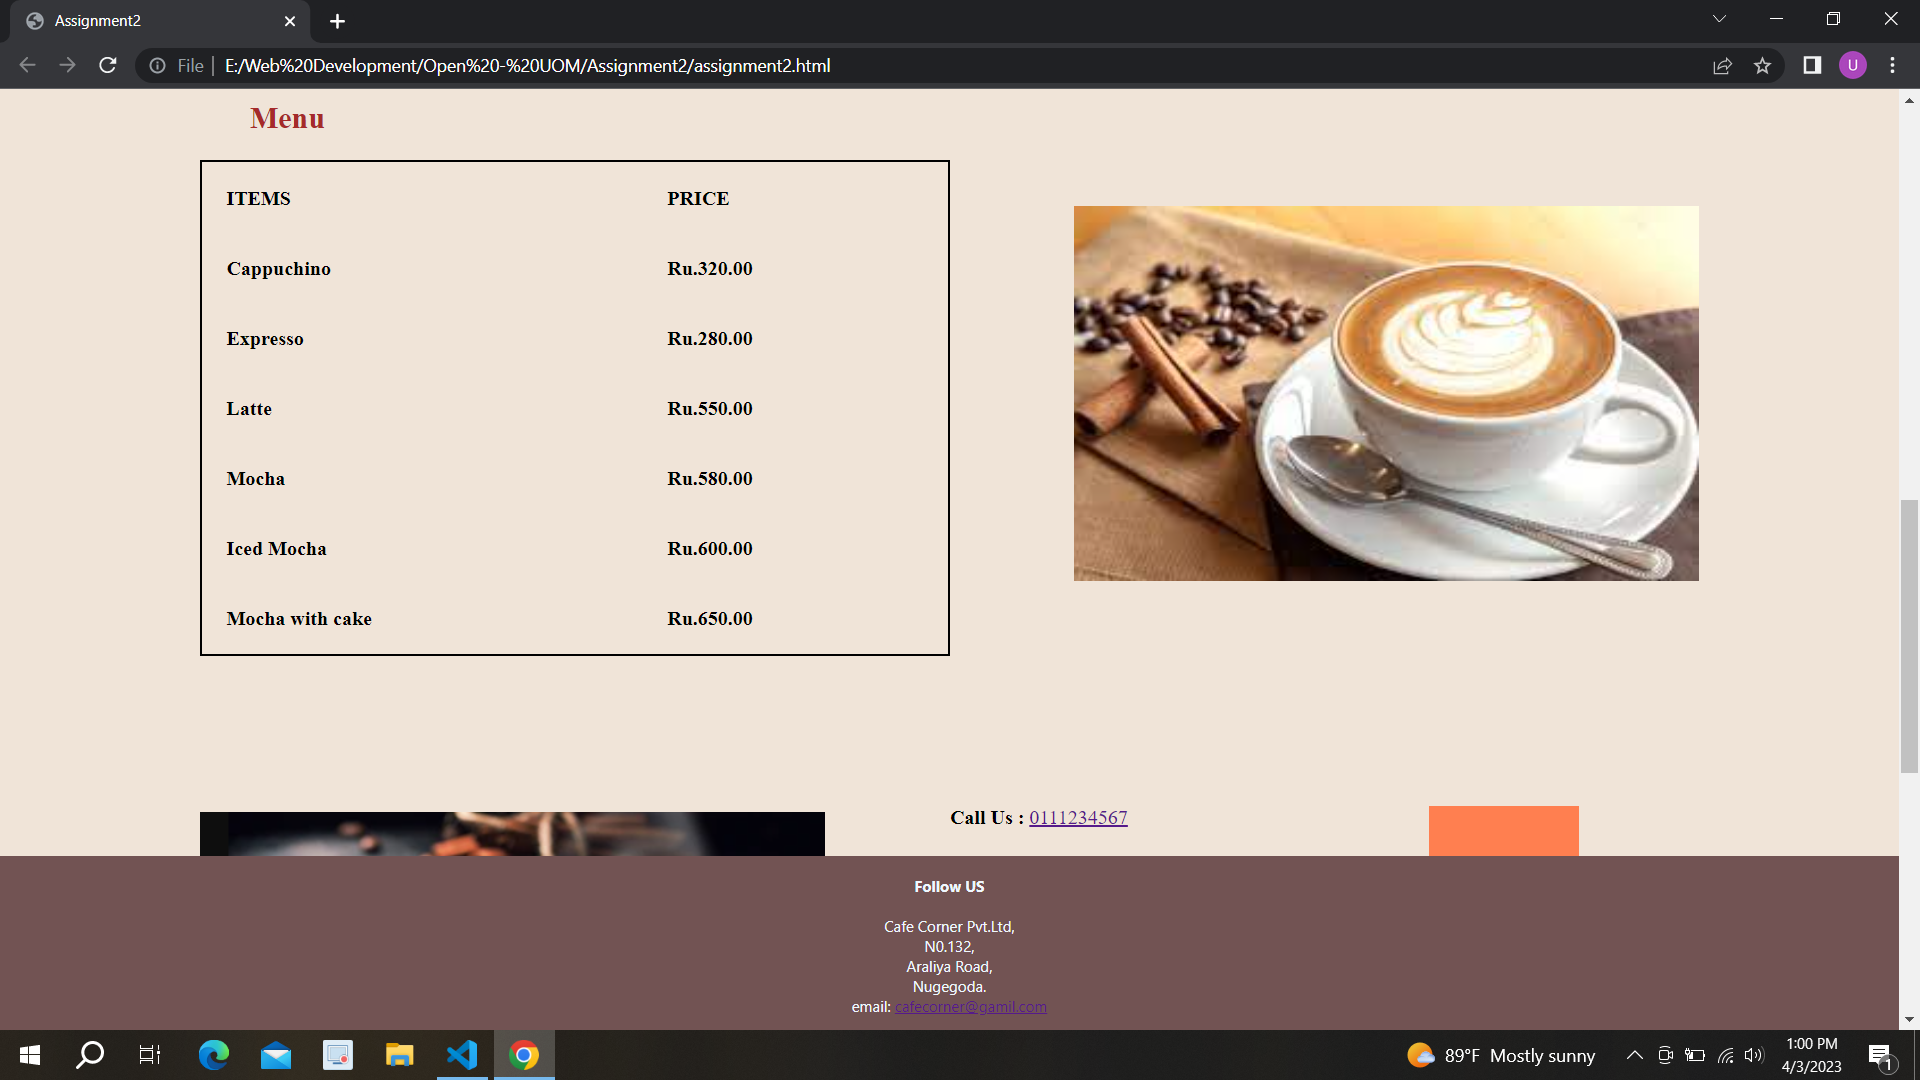 Assignment2
File
E:/Web%20Development/Open%20-%20UOM/Assignment2/assignment2.html
U
Menu
ITEMS PRICE
Cappuchino Ru.320.00
Expresso Ru.280.00
Latte Ru.550.00
Mocha Ru.580.00
Iced Mocha Ru.600.00
Mocha with cake Ru.650.00
Call Us : 0111234567
Follow US
Cafe Corner Pvt.Ltd,
N0.132,
Araliya Road,
Nugegoda.
email: cafecorner@gamil.com
89°F Mostly sunny
1:00 PM
4/3/2023
1